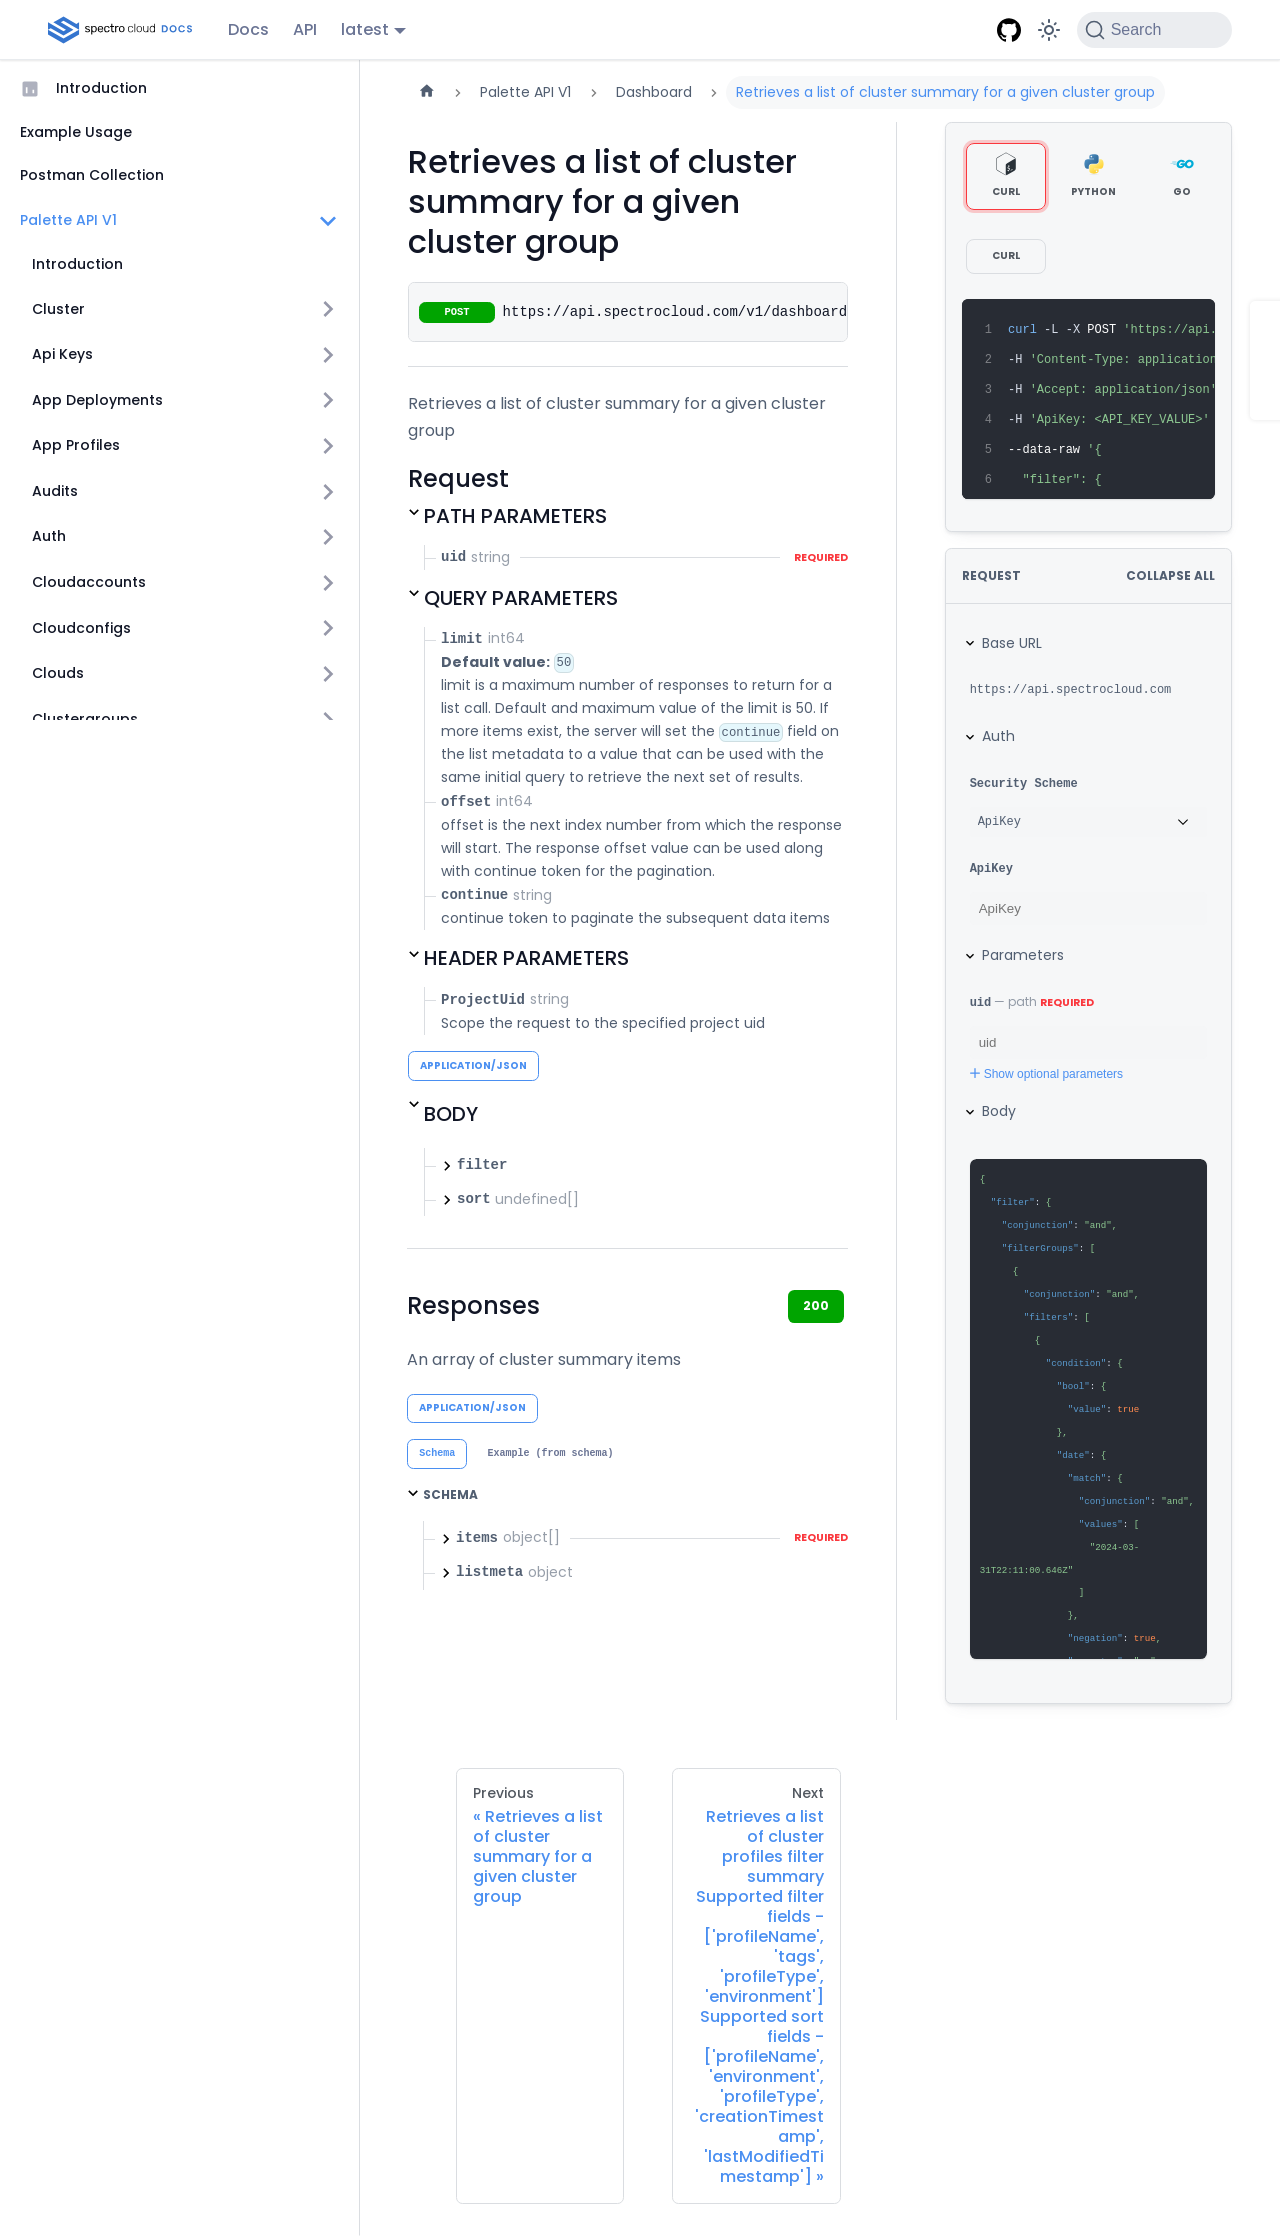 spectro cloud DOCS
Docs
API
latest
Search
Introduction
Example Usage
Postman Collection
Palette API V1
Introduction
Cluster
Api Keys
App Deployments
App Profiles
Audits
Auth
Cloudaccounts
Cloudconfigs
Clouds
Clustergroups
Palette API V1
Dashboard
Retrieves a list of cluster summary for a given cluster group
Retrieves a list of cluster
summary for a given
cluster group
POST https://api.spectrocloud.com/v1/dashboard
Retrieves a list of cluster summary for a given cluster
group
Request
PATH PARAMETERS
uid string REQUIRED
QUERY PARAMETERS
limit int64
Default value: 50
limit is a maximum number of responses to return for a
list call. Default and maximum value of the limit is 50. If
more items exist, the server will set the continue field on
the list metadata to a value that can be used with the
same initial query to retrieve the next set of results.
offset int64
offset is the next index number from which the response
will start. The response offset value can be used along
with continue token for the pagination.
continue string
continue token to paginate the subsequent data items
HEADER PARAMETERS
ProjectUid string
Scope the request to the specified project uid
APPLICATION/JSON
BODY
filter
sort undefined[]
Responses
200
An array of cluster summary items
APPLICATION/JSON
Schema
Example (from schema)
SCHEMA
items object[] REQUIRED
listmeta object
CURL
PYTHON
GO
CURL
1 curl -L -X POST 'https://api.
2 -H 'Content-Type: application
3 -H 'Accept: application/json'
4 -H 'ApiKey: <API_KEY_VALUE>'
5 --data-raw '{
6 "filter": {
REQUEST
COLLAPSE ALL
Base URL
https://api.spectrocloud.com
Auth
Security Scheme
ApiKey
ApiKey
ApiKey
Parameters
uid — path REQUIRED
uid
Show optional parameters
Body
{
"filter": {
"conjunction": "and",
"filterGroups": [
{
"conjunction": "and",
"filters": [
{
"condition": {
"bool": {
"value": true
},
"date": {
"match": {
"conjunction": "and",
"values": [
"2024-03-
31T22:11:00.646Z"
]
},
"negation": true,
Previous
« Retrieves a list
of cluster
summary for a
given cluster
group
Next
Retrieves a list
of cluster
profiles filter
summary
Supported filter
fields -
['profileName',
'tags',
'profileType',
'environment']
Supported sort
fields -
['profileName',
'environment',
'profileType',
'creationTimest
amp',
'lastModifiedTi
mestamp'] »